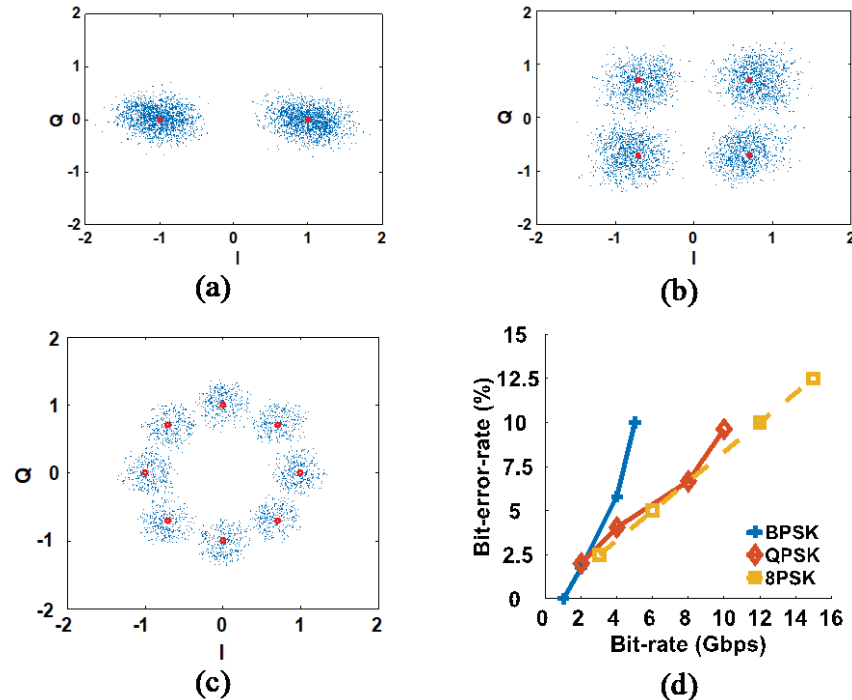 2
1
0
-1
-2
Q
-2 -1 0 1 2
I
(a)
2
1
0
-1
-2
Q
-2 -1 0 1 2
I
(b)
2
1
0
-1
-2
Q
-2 -1 0 1 2
I
(c)
15
12.5
10
7.5
5
2.5
0
Bit-error-rate (%)
BPSK
QPSK
8PSK
0 2 4 6 8 10 12 14 16
Bit-rate (Gbps)
(d)